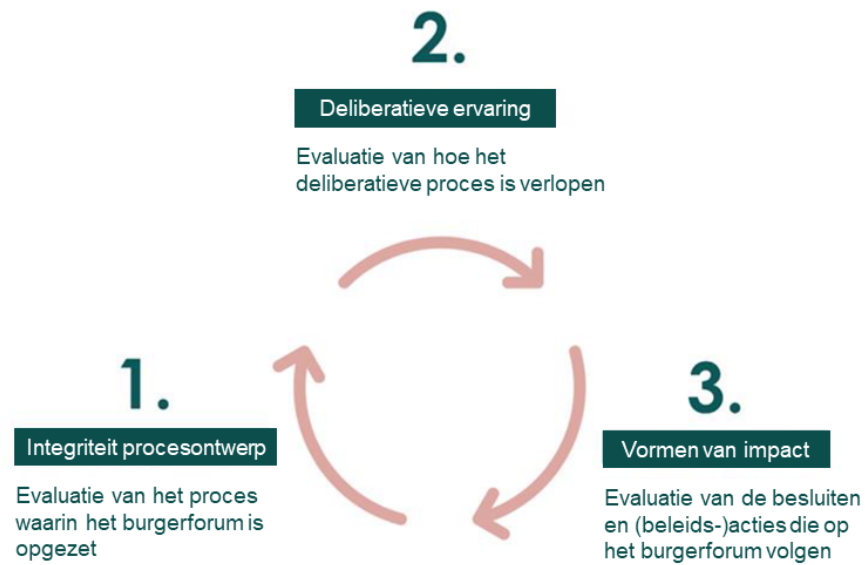 2.
Deliberatieve ervaring
Evaluatie van hoe het
deliberatieve proces is verlopen
1.
Integriteit procesontwerp
Evaluatie van het proces
waarin het burgerforum is
opgezet
3.
Vormen van impact
Evaluatie van de besluiten
en (beleids-)acties die op
het burgerforum volgen